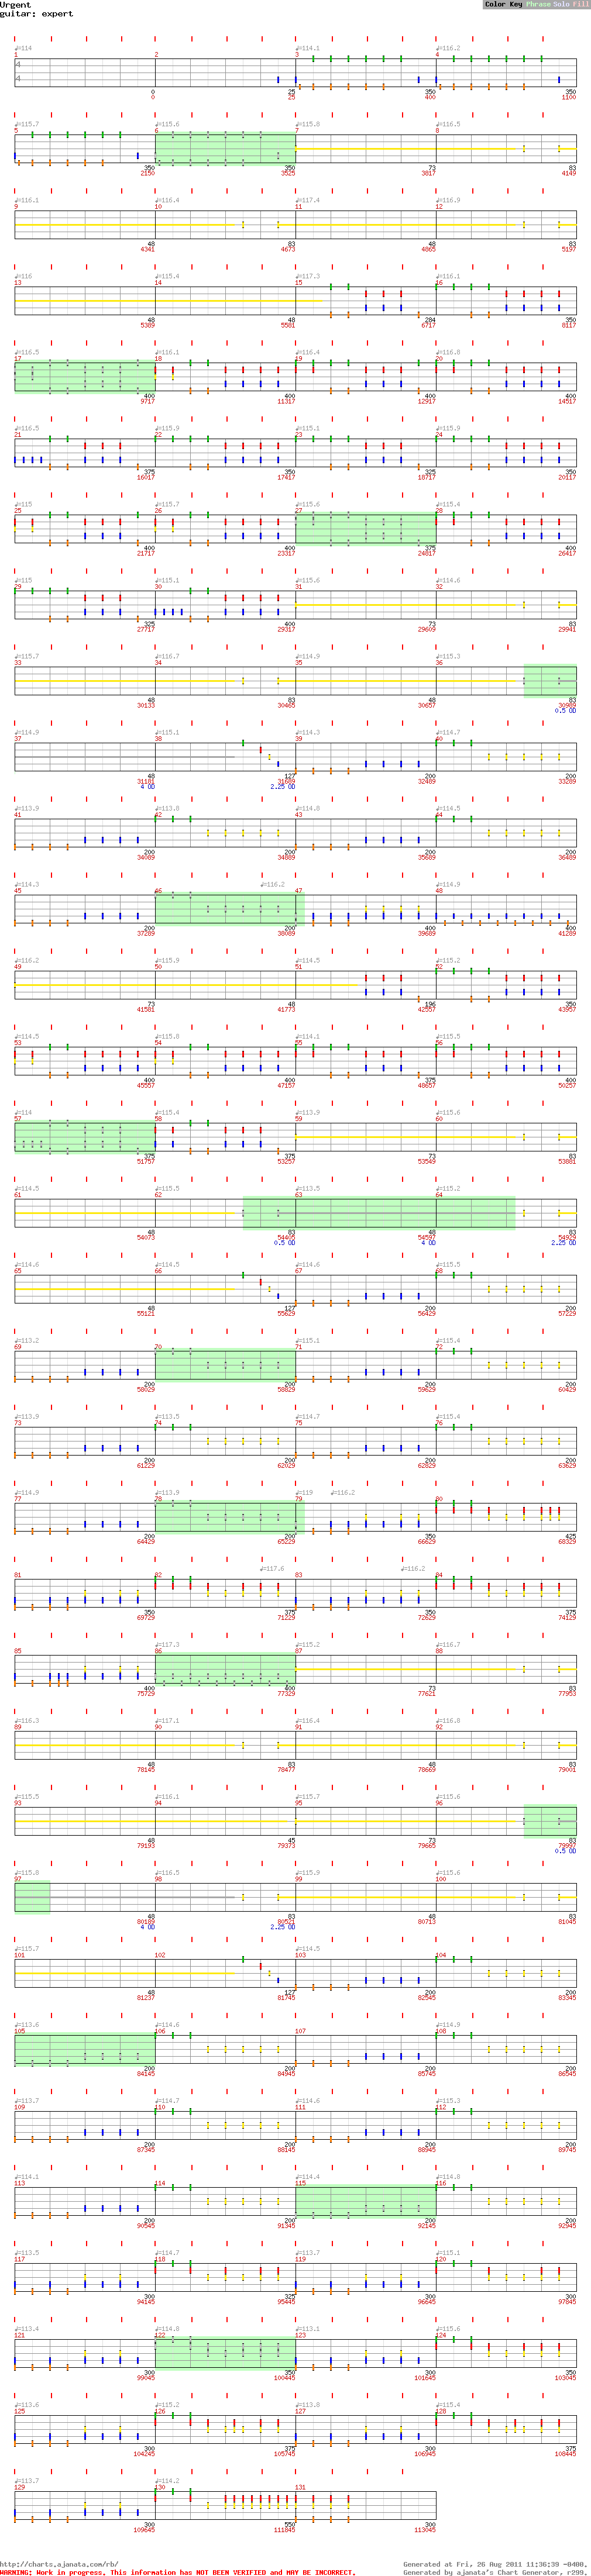 Urgent
guitar: expert
Color Key Phrase Solo Fill
♩=114 ♩=114.1 ♩=116.2
1 2 3 4
4
4
0 25 350 350
0 25 400 1100
♩=115.7 ♩=115.6 ♩=115.8 ♩=116.5
5 6 7 8
350 350 73 83
2150 3525 3817 4149
♩=116.1 ♩=116.4 ♩=117.4 ♩=116.9
9 10 11 12
48 83 48 83
4341 4673 4865 5197
♩=116 ♩=115.4 ♩=117.3 ♩=116.1
13 14 15 16
48 48 284 350
5389 5581 6717 8117
♩=116.5 ♩=116.1 ♩=116.4 ♩=116.8
17 18 19 20
400 400 400 400
9717 11317 12917 14517
♩=116.5 ♩=115.9 ♩=115.1 ♩=115.9
21 22 23 24
375 350 325 350
16017 17417 18717 20117
♩=115 ♩=115.7 ♩=115.6 ♩=115.4
25 26 27 28
400 400 375 400
21717 23317 24817 26417
♩=115 ♩=115.1 ♩=115.6 ♩=114.6
29 30 31 32
325 400 73 83
27717 29317 29609 29941
♩=115.7 ♩=116.7 ♩=114.9 ♩=115.3
33 34 35 36
48 83 48 83
30133 30465 30657 30989
0.5 OD
♩=114.9 ♩=115.1 ♩=114.3 ♩=114.7
37 38 39 40
48 127 200 200
31181 31689 32489 33289
4 OD 2.25 OD
♩=113.9 ♩=113.8 ♩=114.8 ♩=114.5
41 42 43 44
200 200 200 200
34089 34889 35689 36489
♩=114.3 ♩=116.2 ♩=114.9
45 46 47 48
200 200 400 400
37289 38089 39689 41289
♩=116.2 ♩=115.9 ♩=114.5 ♩=115.2
49 50 51 52
73 48 196 350
41581 41773 42557 43957
♩=114.5 ♩=115.8 ♩=114.1 ♩=115.5
53 54 55 56
400 400 375 400
45557 47157 48657 50257
♩=114 ♩=115.4 ♩=113.9 ♩=115.6
57 58 59 60
375 375 73 83
51757 53257 53549 53881
♩=114.5 ♩=115.5 ♩=113.5 ♩=115.2
61 62 63 64
48 83 48 83
54073 54405 54597 54929
0.5 OD 4 OD 2.25 OD
♩=114.6 ♩=114.5 ♩=114.6 ♩=115.5
65 66 67 68
48 127 200 200
55121 55629 56429 57229
♩=113.2 ♩=115.1 ♩=115.4
69 70 71 72
200 200 200 200
58029 58829 59629 60429
♩=113.9 ♩=113.5 ♩=114.7 ♩=115.4
73 74 75 76
200 200 200 200
61229 62029 62829 63629
♩=114.9 ♩=113.9 ♩=119 ♩=116.2
77 78 79 80
200 200 350 425
64429 65229 66629 68329
♩=117.6 ♩=116.2
81 82 83 84
350 375 350 375
69729 71229 72629 74129
♩=117.3 ♩=115.2 ♩=116.7
85 86 87 88
400 400 73 83
75729 77329 77621 77953
♩=116.3 ♩=117.1 ♩=116.4 ♩=116.8
89 90 91 92
48 83 48 83
78145 78477 78669 79001
♩=115.5 ♩=116.1 ♩=115.7 ♩=115.6
93 94 95 96
48 45 73 83
79193 79373 79665 79997
0.5 OD
♩=115.8 ♩=116.5 ♩=115.9 ♩=115.6
97 98 99 100
48 83 48 83
80189 80521 80713 81045
4 OD 2.25 OD
♩=115.7 ♩=114.5
101 102 103 104
48 127 200 200
81237 81745 82545 83345
♩=113.6 ♩=114.6 ♩=114.9
105 106 107 108
200 200 200 200
84145 84945 85745 86545
♩=113.7 ♩=114.7 ♩=114.6 ♩=115.3
109 110 111 112
200 200 200 200
87345 88145 88945 89745
♩=114.1 ♩=114.4 ♩=114.8
113 114 115 116
200 200 200 200
90545 91345 92145 92945
♩=113.5 ♩=114.7 ♩=113.7 ♩=115.1
117 118 119 120
300 325 300 300
94145 95445 96645 97845
♩=113.4 ♩=114.8 ♩=113.1 ♩=115.6
121 122 123 124
300 350 300 350
99045 100445 101645 103045
♩=113.6 ♩=115.2 ♩=113.8 ♩=115.4
125 126 127 128
300 375 300 375
104245 105745 106945 108445
♩=113.7 ♩=114.2
129 130 131
300 550 300
109645 111845 113045
http://charts.ajanata.com/rb/ Generated at Fri, 26 Aug 2011 11:36:39 -0400.
WARNING: Work in progress. This information has NOT BEEN VERIFIED and MAY BE INCORRECT. Generated by ajanata's Chart Generator, r299.